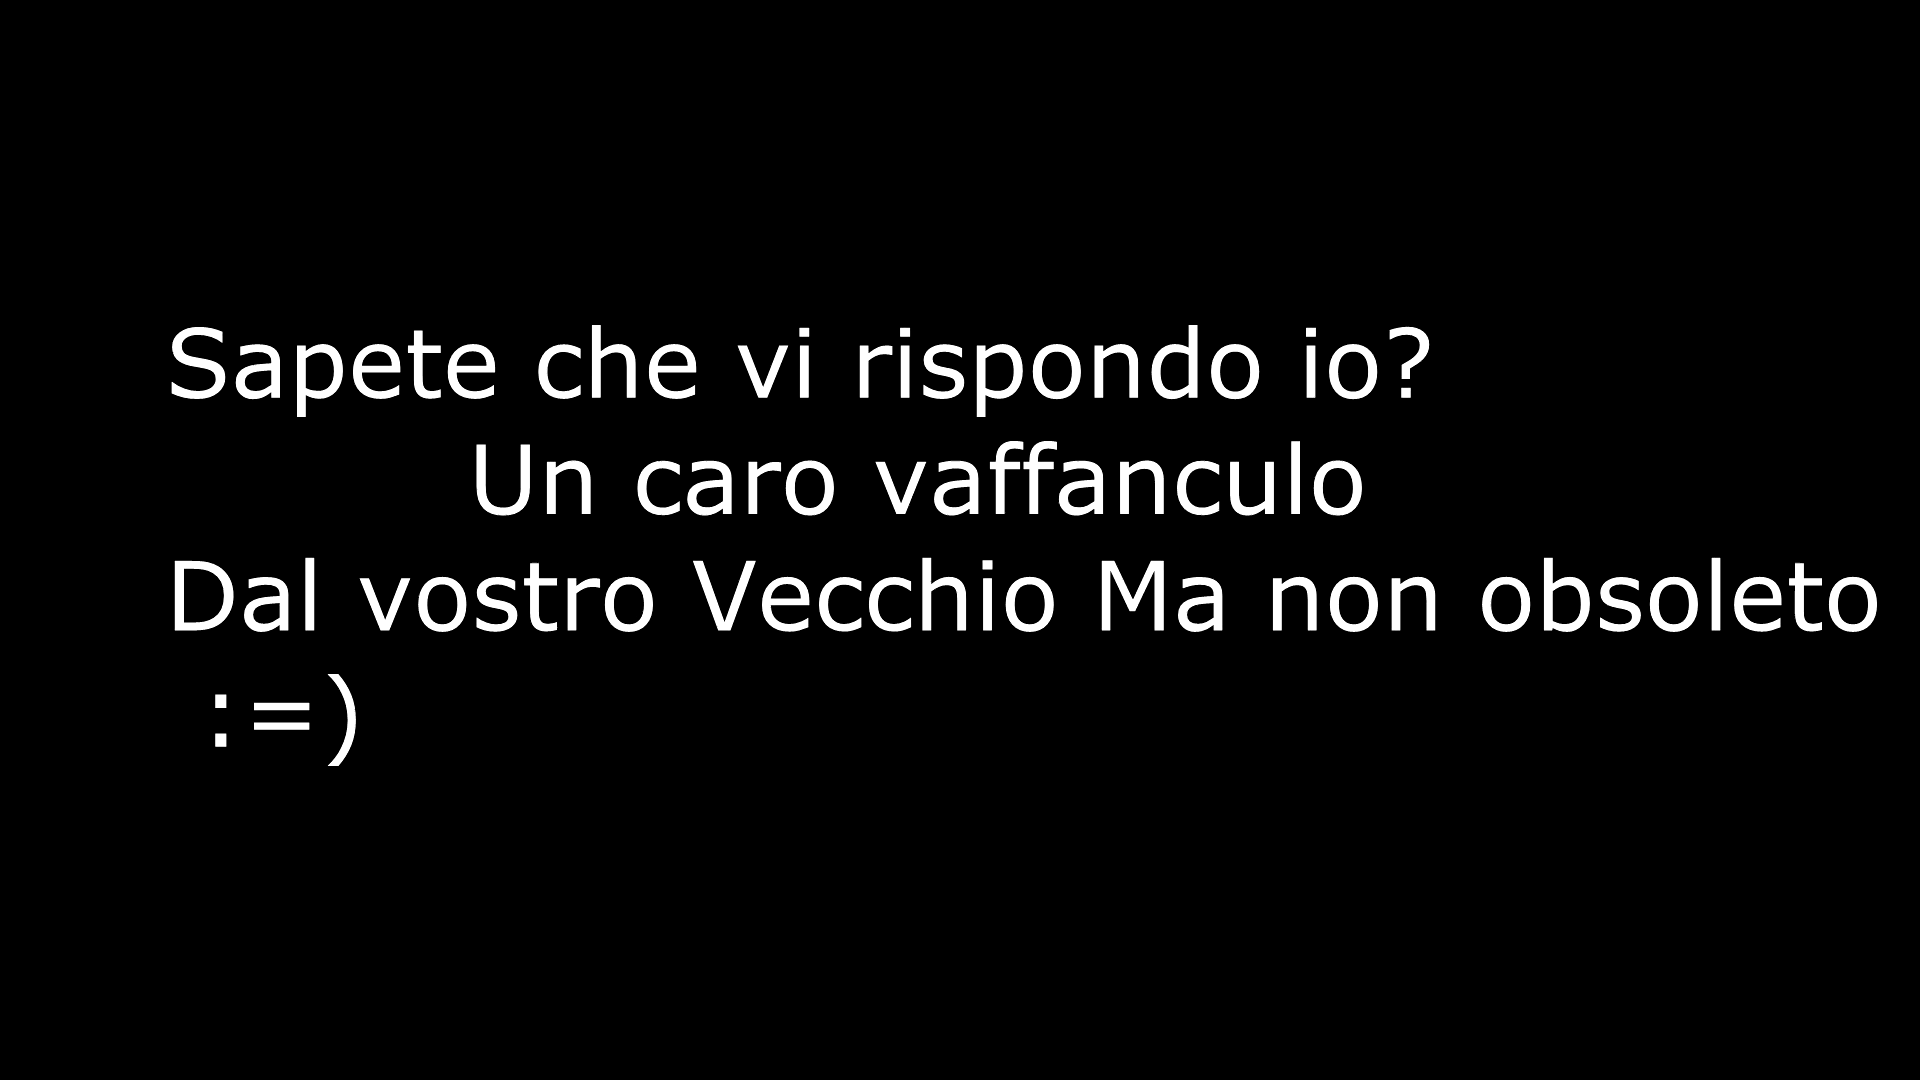 Sapete che vi rispondo io?
Un caro vaffanculo
Dal vostro Vecchio Ma non obsoleto
:=)